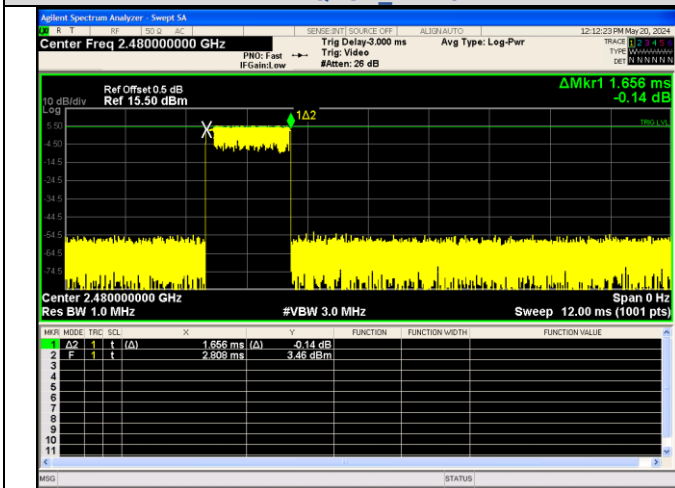 Agilent Spectrum Analyzer - Swept SA
R T RF 50 Ω AC SENSE:INT SOURCE OFF ALIGN AUTO 12:12:23 PM May 20, 2024
Center Freq 2.480000000 GHz
PNO: Fast
IFGain:Low
Trig Delay-3.000 ms
Trig: Video
#Atten: 26 dB
Avg Type: Log-Pwr
TRACE 1 2 3 4 5 6
TYPE
DET N N N N N N
ΔMkr1 1.656 ms
-0.14 dB
Ref Offset 0.5 dB
10 dB/div Ref 15.50 dBm
Log
1Δ2
TRIG LVL
5.50
-4.50
-14.5
-24.5
-34.5
-44.5
-54.5
-64.5
-74.5
X
Center 2.480000000 GHz Span 0 Hz
Res BW 1.0 MHz #VBW 3.0 MHz Sweep 12.00 ms (1001 pts)
MKR MODE TRC SCL X Y FUNCTION FUNCTION WIDTH FUNCTION VALUE
1 Δ2 1 t (Δ) 1.656 ms (Δ) -0.14 dB
2 F 1 t 2.808 ms 3.46 dBm
3
4
5
6
7
8
9
10
11
MSG STATUS